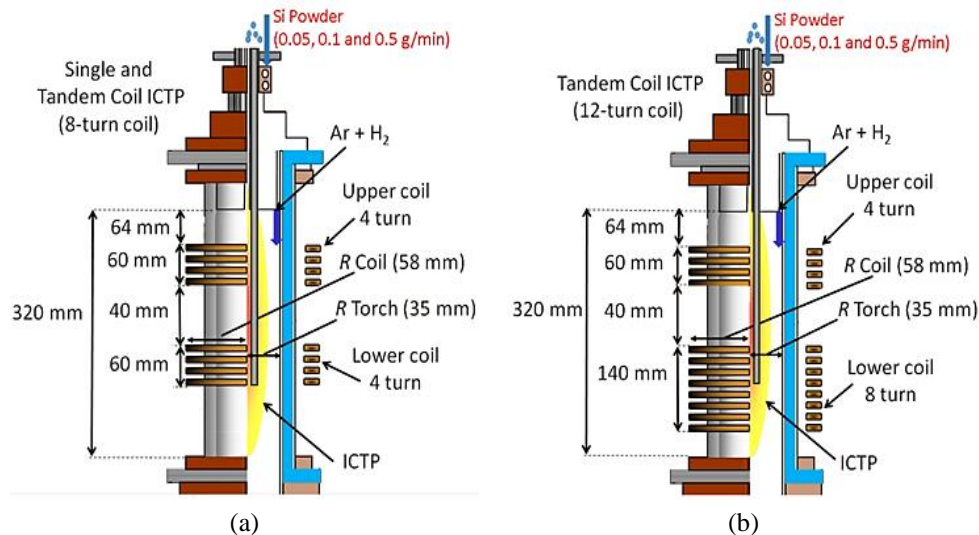 Si Powder
(0.05, 0.1 and 0.5 g/min)
Single and
Tandem Coil ICTP
(8-turn coil)
Ar + H₂
Upper coil
4 turn
64 mm
60 mm
R Coil (58 mm)
320 mm
40 mm
R Torch (35 mm)
60 mm
Lower coil
4 turn
ICTP
(a)
Si Powder
(0.05, 0.1 and 0.5 g/min)
Tandem Coil ICTP
(12-turn coil)
Ar + H₂
Upper coil
4 turn
64 mm
60 mm
R Coil (58 mm)
320 mm
40 mm
R Torch (35 mm)
140 mm
Lower coil
8 turn
ICTP
(b)